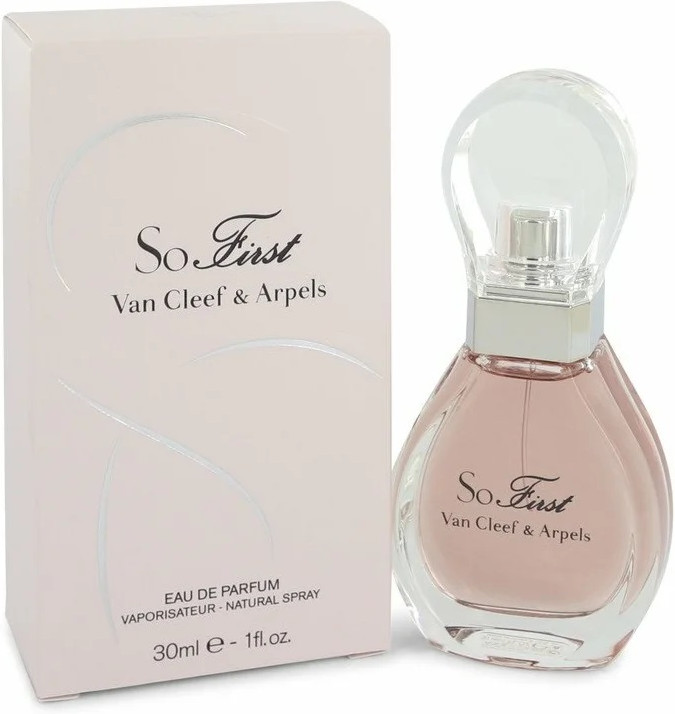 So First
Van Cleef & Arpels
EAU DE PARFUM
VAPORISATEUR - NATURAL SPRAY
30ml e - 1fl.oz.
So First
Van Cleef & Arpels